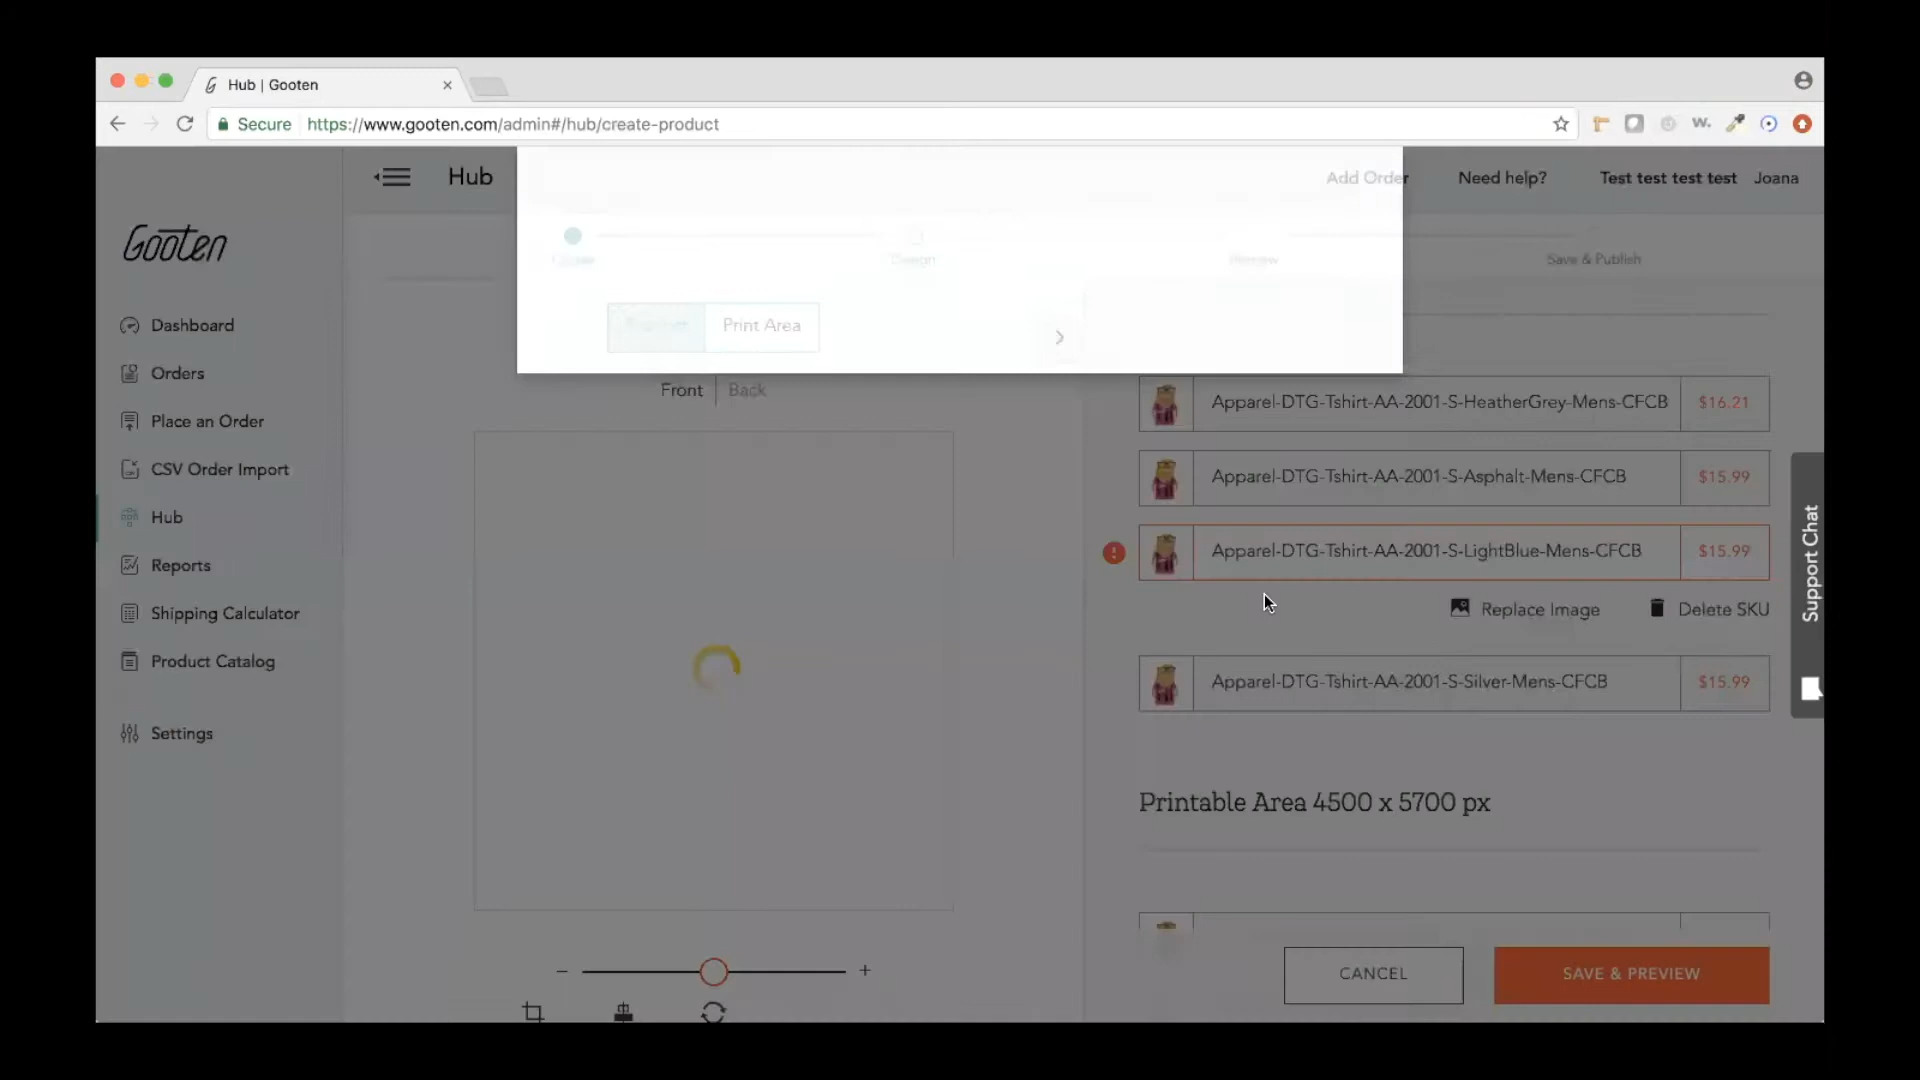 Hub | Gooten
Secure https://www.gooten.com/admin#/hub/create-product
Hub
Add Order
Need help?
Test test test test
Joana
Gooten
Design
Preview
Save & Publish
Print Area
Front | Back
Dashboard
Orders
Place an Order
CSV Order Import
Hub
Reports
Shipping Calculator
Product Catalog
Settings
Apparel-DTG-Tshirt-AA-2001-S-HeatherGrey-Mens-CFCB $16.21
Apparel-DTG-Tshirt-AA-2001-S-Asphalt-Mens-CFCB $15.99
Apparel-DTG-Tshirt-AA-2001-S-LightBlue-Mens-CFCB $15.99
Replace Image
Delete SKU
Apparel-DTG-Tshirt-AA-2001-S-Silver-Mens-CFCB $15.99
Printable Area 4500 x 5700 px
CANCEL
SAVE & PREVIEW
Support Chat